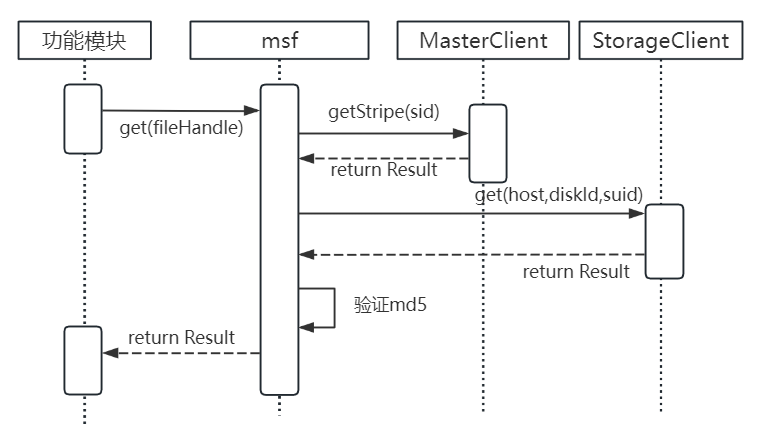 功能模块
msf
MasterClient
StorageClient
get(fileHandle)
getStripe(sid)
return Result
get(host,diskId,suid)
return Result
验证md5
return Result